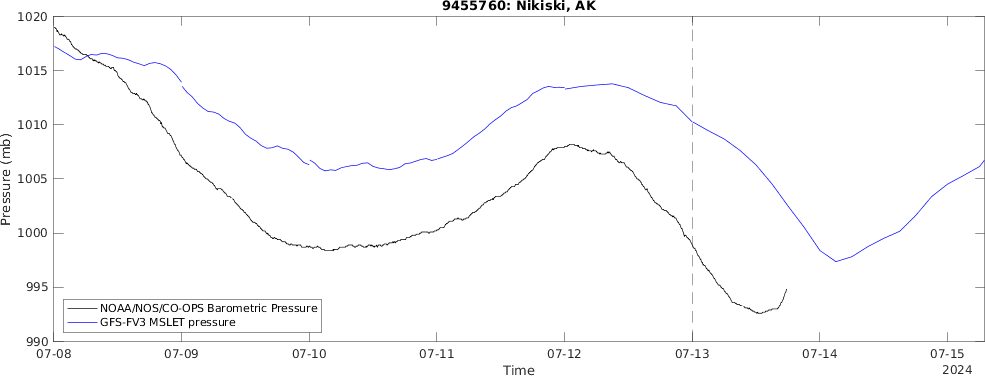 9455760: Nikiski, AK
1020
1015
1010
1005
1000
995
990
Pressure (mb)
NOAA/NOS/CO-OPS Barometric Pressure
GFS-FV3 MSLET pressure
07-08 07-09 07-10 07-11 07-12 07-13 07-14 07-15
Time
2024